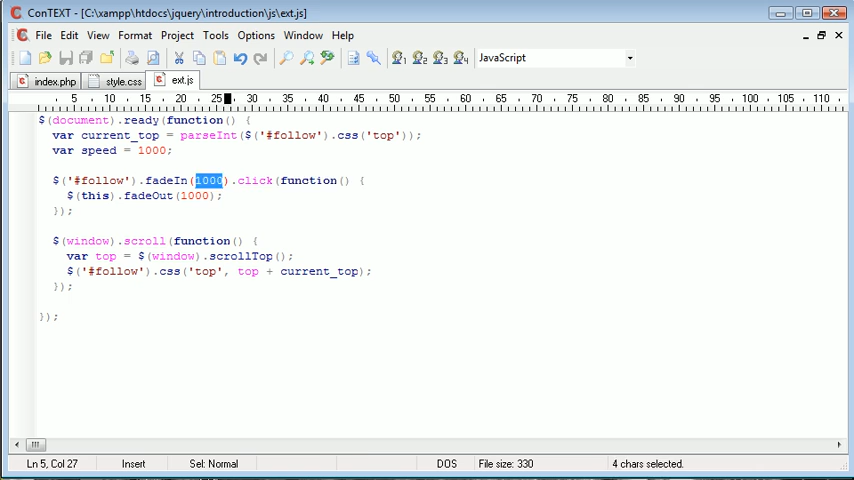 ConTEXT - [C:\xampp\htdocs\jquery\introduction\js\ext.js]
File Edit View Format Project Tools Options Window Help
1 2 3 4 JavaScript
index.php style.css ext.js
5 10 15 20 25 30 35 40 45 50 55 60 65 70 75 80 85 90 95 100 105 110
$(document).ready(function() {
var current_top = parseInt($('#follow').css('top'));
var speed = 1000;
$('#follow').fadeIn(1000).click(function() {
$(this).fadeOut(1000);
});
$(window).scroll(function() {
var top = $(window).scrollTop();
$('#follow').css('top', top + current_top);
});
});
Ln 5, Col 27 Insert Sel: Normal DOS File size: 330 4 chars selected.